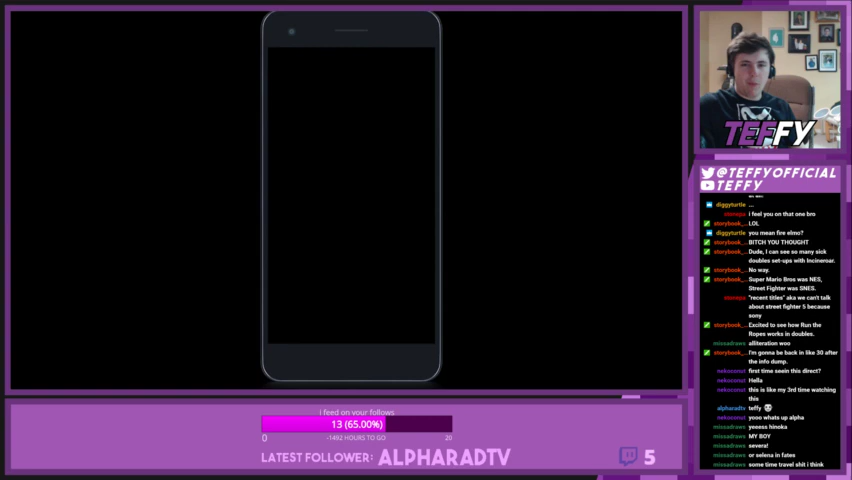 TEFFY
@TEFFYOFFICIAL
TEFFY
diggyturtle ...
i feel you on that one bro
storybook_... LOL
diggyturtle you mean fire elmo?
storybook_... BITCH YOU THOUGHT
storybook_... Dude, I can see so many sick
doubles set-ups with Incineroar.
storybook_... No way.
storybook_... Super Mario Bros was NES,
Street Fighter was SNES.
"recent titles" aka we can't talk
about street fighter 5 because
sony
storybook_... Excited to see how Run the
Ropes works in doubles.
missadraws alliteration woo
storybook_... I'm gonna be back in like 30 after
the info dump.
nekoconut first time seein this direct?
nekoconut Hella
nekoconut this is like my 3rd time watching
this
alpharadtv teffy
nekoconut yooo whats up alpha
missadraws yeeess hinoka
missadraws MY BOY
missadraws severa!
missadraws or selena in fates
missadraws some time travel shit i think
i feed on your follows
13 (65.00%)
0 -1492 HOURS TO GO 20
LATEST FOLLOWER: ALPHARADTV
5